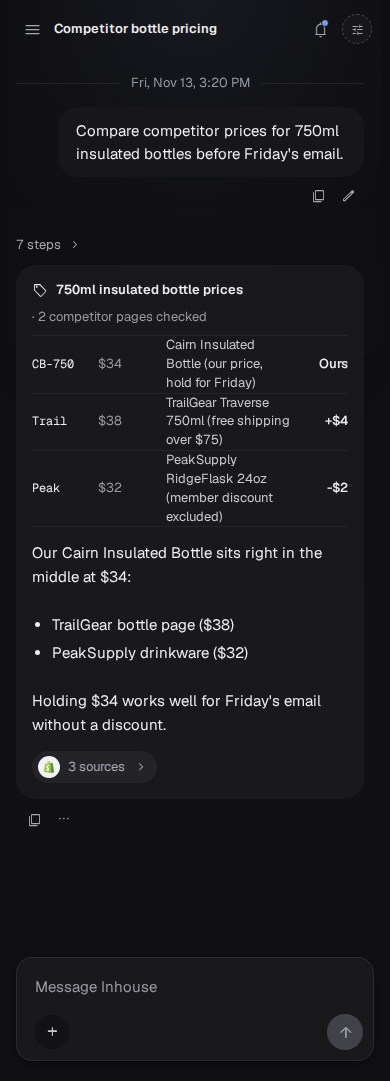 Competitor bottle pricing
Fri, Nov 13, 3:20 PM
Compare competitor prices for 750ml
insulated bottles before Friday's email.
7 steps
750ml insulated bottle prices
· 2 competitor pages checked
CB-750 $34 Cairn Insulated Bottle (our price, hold for Friday) Ours
Trail $38 TrailGear Traverse 750ml (free shipping over $75) +$4
Peak $32 PeakSupply RidgeFlask 24oz (member discount excluded) -$2
Our Cairn Insulated Bottle sits right in the
middle at $34:
• TrailGear bottle page ($38)
• PeakSupply drinkware ($32)
Holding $34 works well for Friday's email
without a discount.
3 sources
Message Inhouse